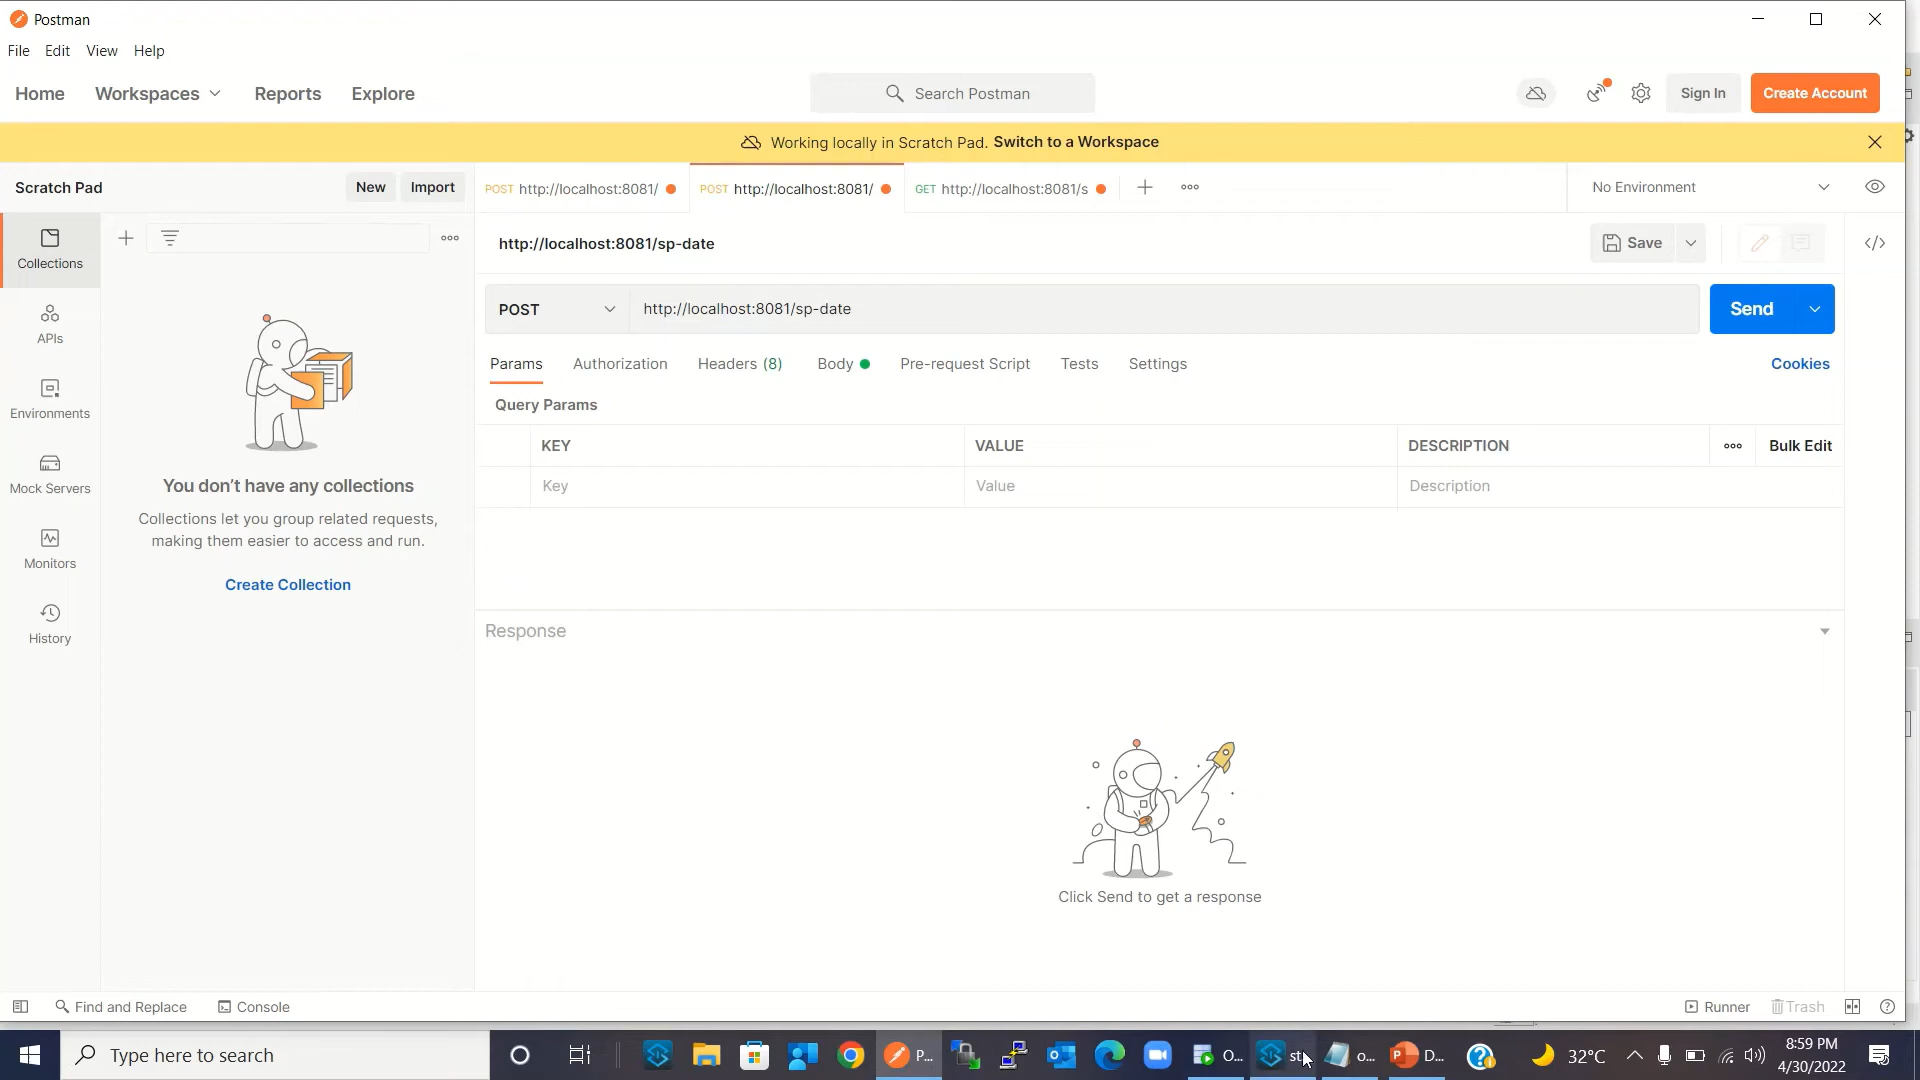 Postman
File Edit View Help
Home Workspaces Reports Explore Search Postman Sign In Create Account
Working locally in Scratch Pad. Switch to a Workspace
Scratch Pad New Import POST http://localhost:8081/ POST http://localhost:8081/ GET http://localhost:8081/s No Environment
http://localhost:8081/sp-date Save
Collections
POST http://localhost:8081/sp-date Send
APIs
Params Authorization Headers (8) Body Pre-request Script Tests Settings Cookies
Query Params
Environments
KEY VALUE DESCRIPTION Bulk Edit
Key Value Description
Mock Servers
You don’t have any collections
Collections let you group related requests,
making them easier to access and run.
Monitors
Create Collection
History
Response
Click Send to get a response
Find and Replace Console Runner Trash
Type here to search P... O... st o... D... 32°C 8:59 PM
4/30/2022